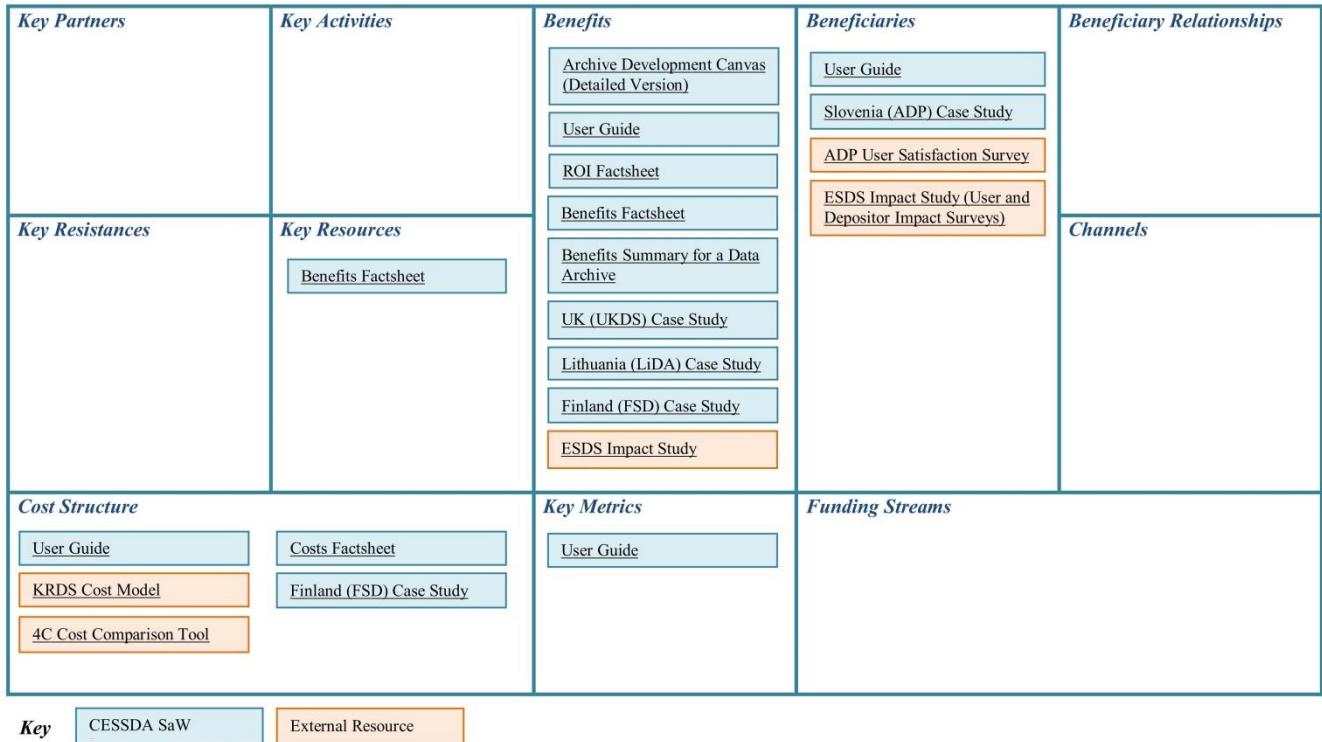 Key Partners
Key Activities
Benefits
Beneficiaries
Beneficiary Relationships
Archive Development Canvas
(Detailed Version)
User Guide
ROI Factsheet
Benefits Factsheet
Benefits Summary for a Data
Archive
UK (UKDS) Case Study
Lithuania (LiDA) Case Study
Finland (FSD) Case Study
ESDS Impact Study
User Guide
Slovenia (ADP) Case Study
ADP User Satisfaction Survey
ESDS Impact Study (User and
Depositor Impact Surveys)
Key Resistances
Key Resources
Benefits Factsheet
Channels
Cost Structure
User Guide
KRDS Cost Model
4C Cost Comparison Tool
Costs Factsheet
Finland (FSD) Case Study
Key Metrics
User Guide
Funding Streams
Key
CESSDA SaW
External Resource